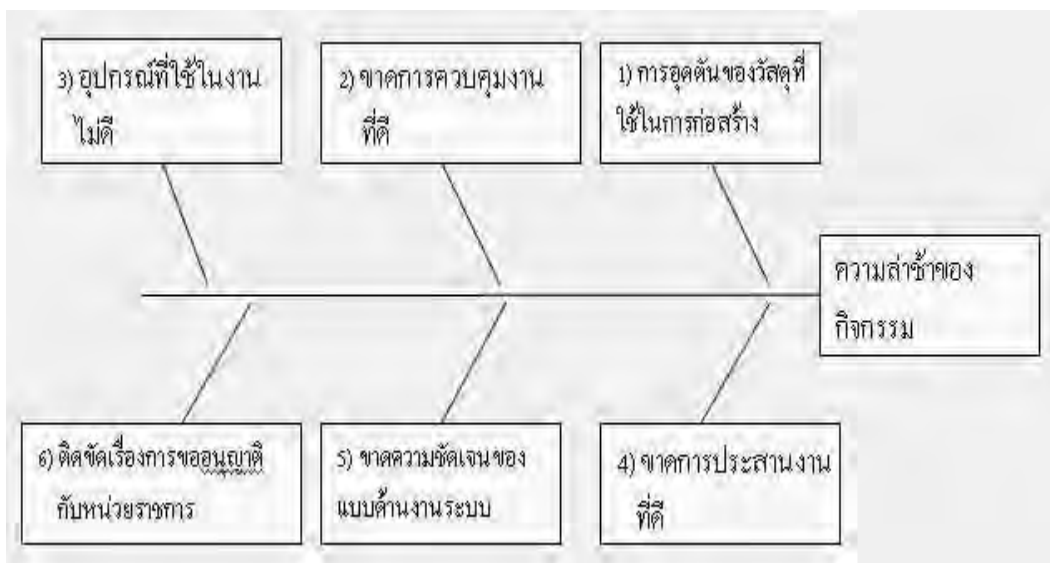 3) อุปกรณ์ที่ใช้ในงาน
ไม่ดี
2) ขาดการควบคุมงาน
ที่ดี
1) การอุดตันของวัสดุที่
ใช้ในการก่อสร้าง
ความล่าช้าของ
กิจกรรม
6) ติดขัดเรื่องการขออนุญาติ
กับหน่วยราชการ
5) ขาดความชัดเจนของ
แบบด้านงานระบบ
4) ขาดการประสานงาน
ที่ดี